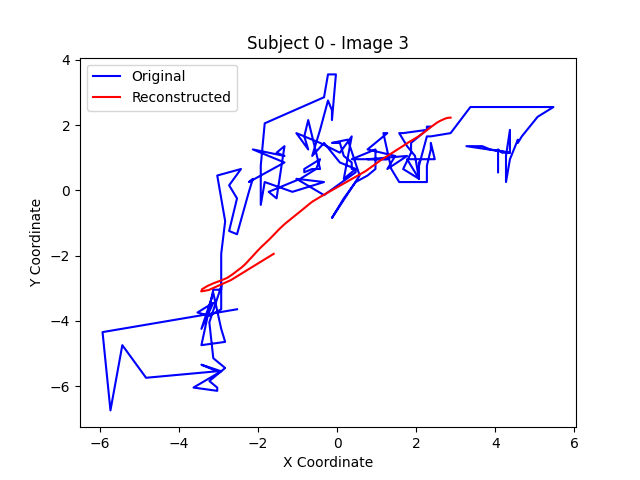 Subject 0 - Image 3
Original
Reconstructed
4
2
0
−2
−4
−6
Y Coordinate
−6 −4 −2 0 2 4 6
X Coordinate